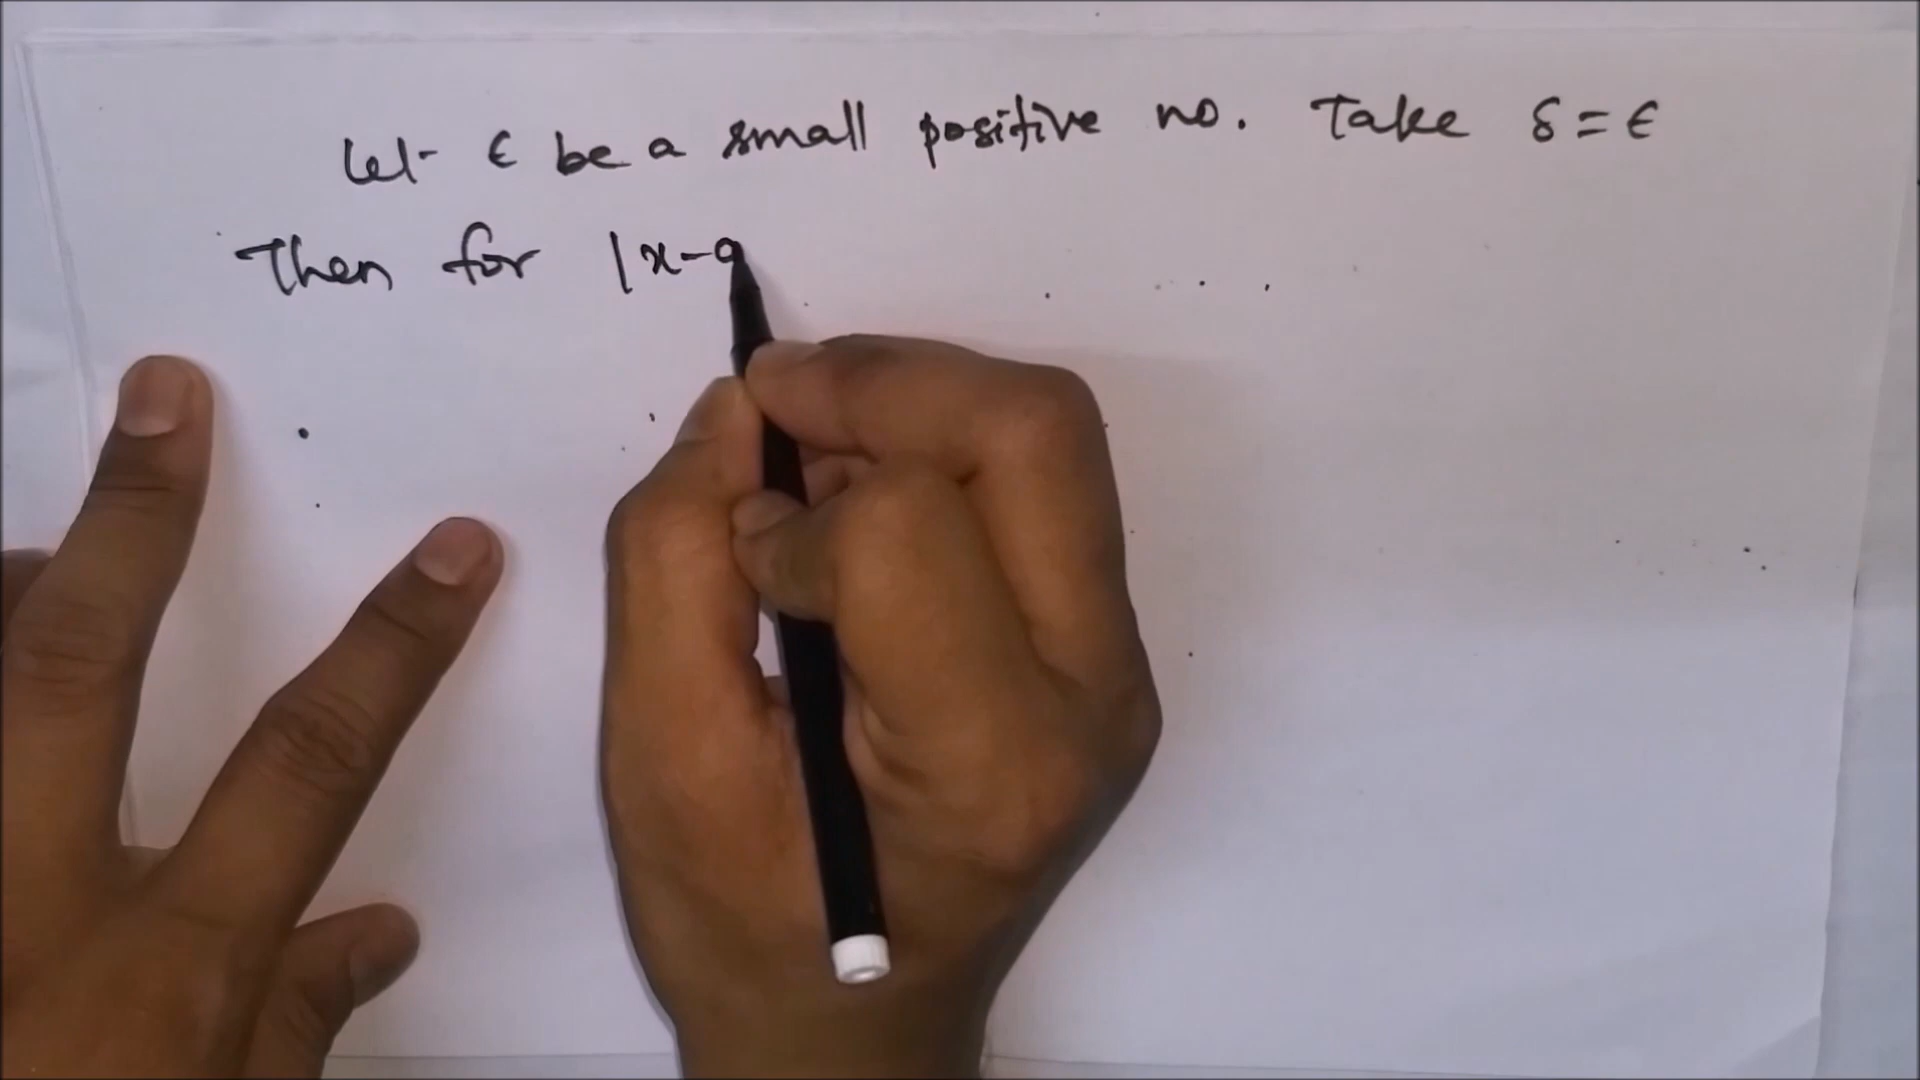 Let ε be a small positive no. Take δ = ε
Then for |x-a